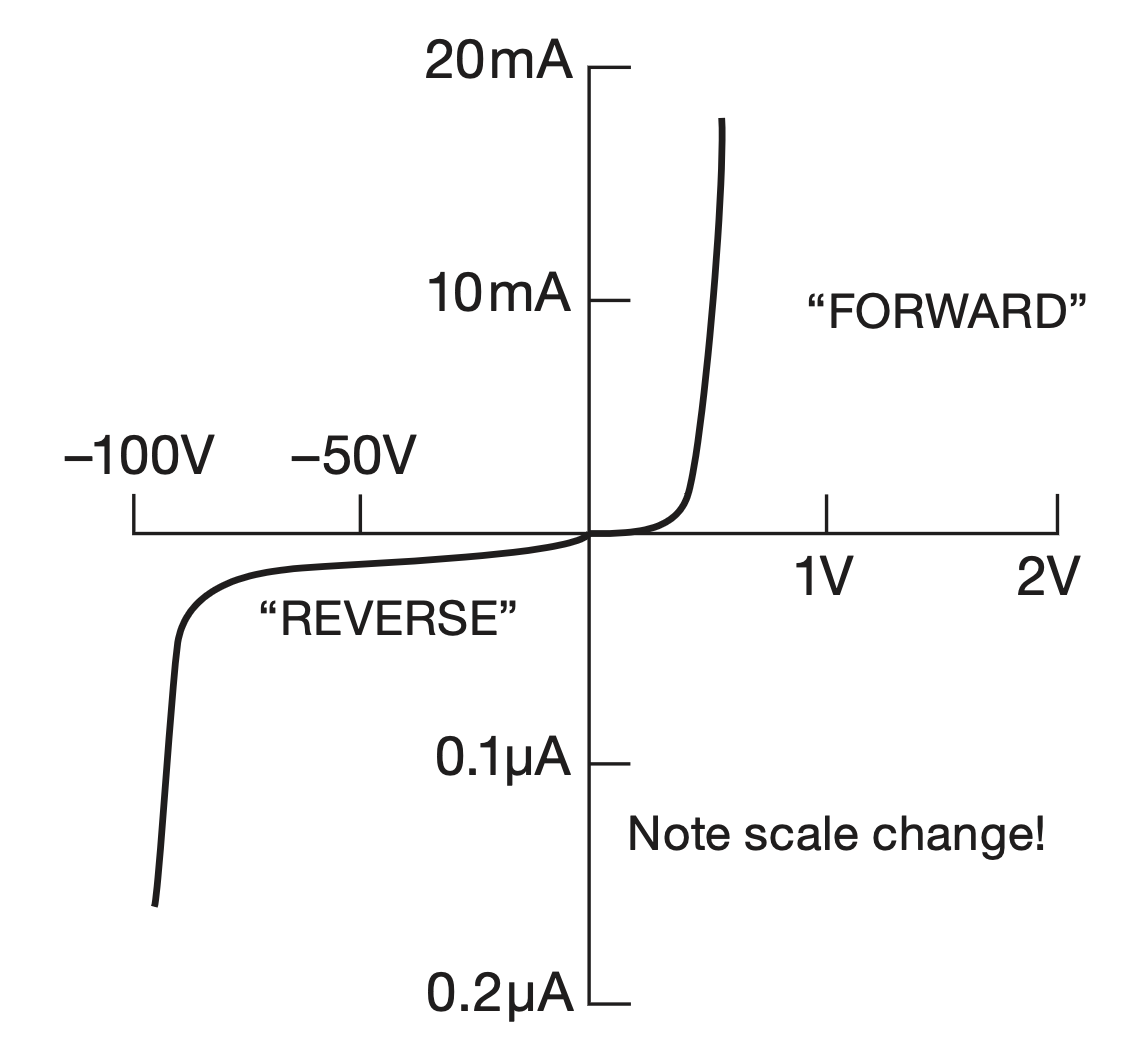 20mA
10mA
“FORWARD”
–100V
–50V
1V
2V
“REVERSE”
0.1µA
Note scale change!
0.2µA